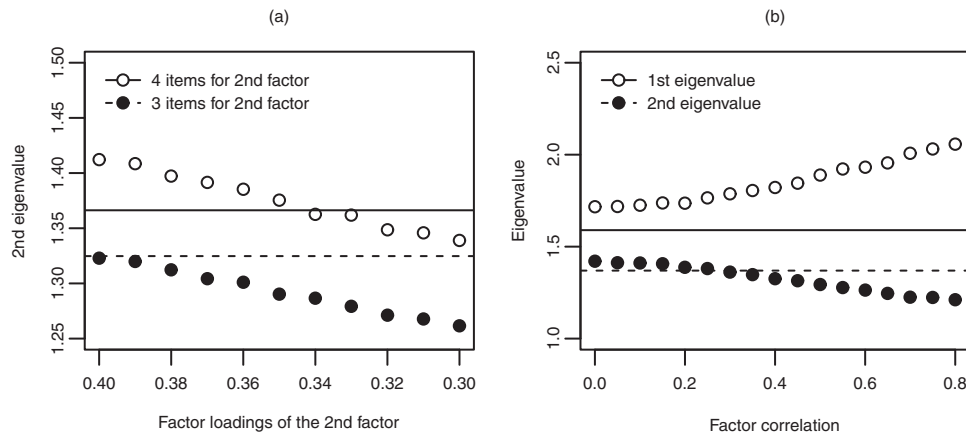 (a)
4 items for 2nd factor
3 items for 2nd factor
2nd eigenvalue
1.50
1.45
1.40
1.35
1.30
1.25
0.40 0.38 0.36 0.34 0.32 0.30
Factor loadings of the 2nd factor
(b)
1st eigenvalue
2nd eigenvalue
Eigenvalue
2.5
2.0
1.5
1.0
0.0 0.2 0.4 0.6 0.8
Factor correlation